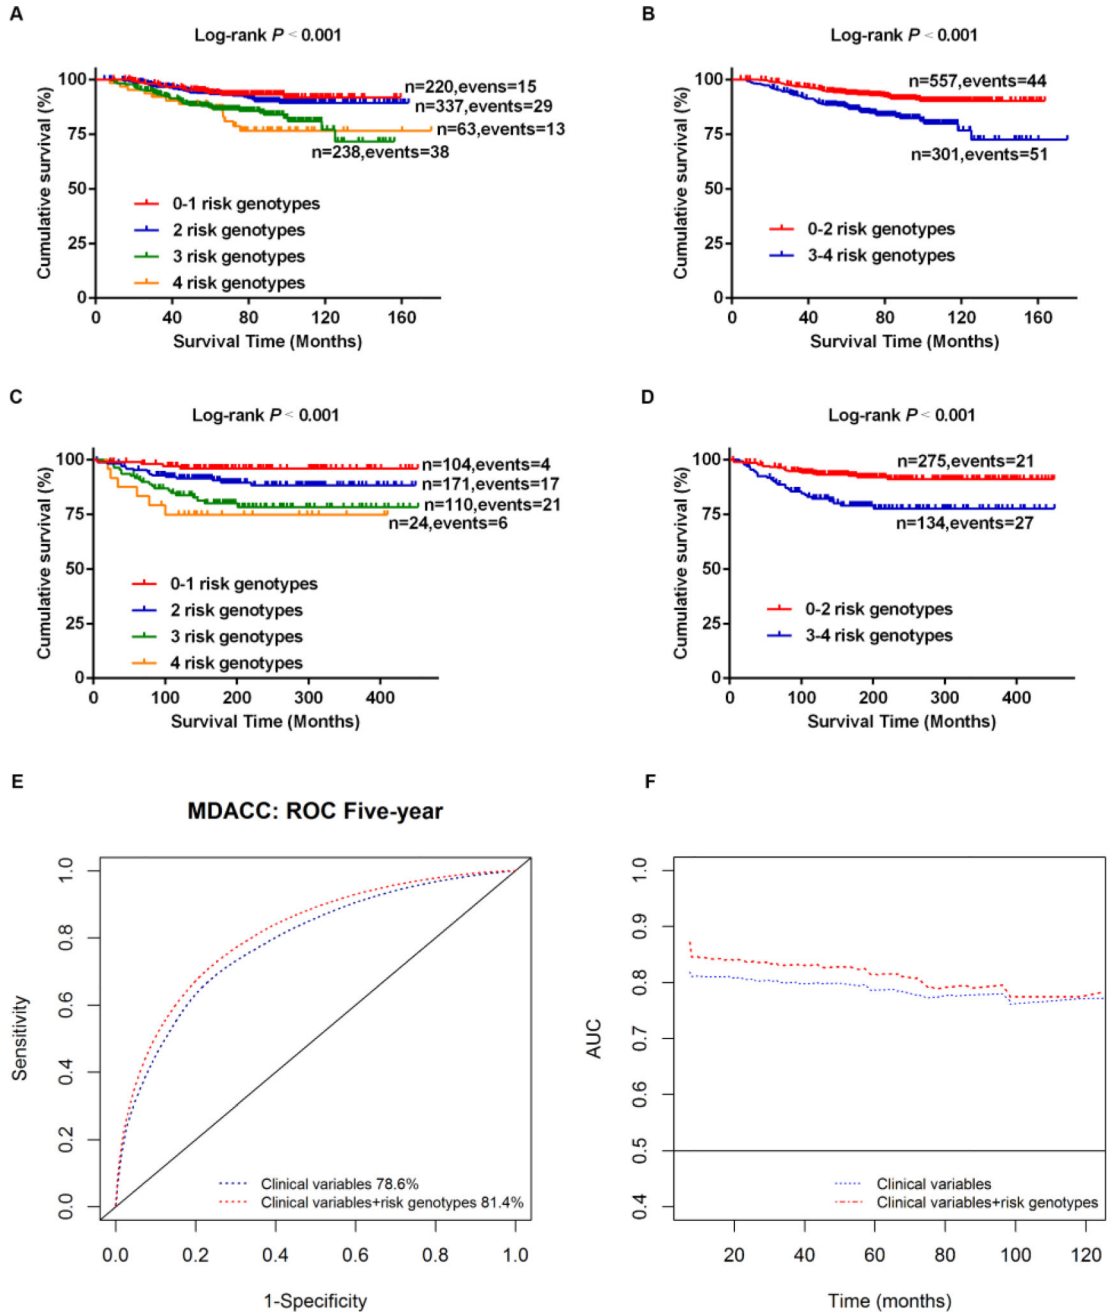 A
Log-rank P < 0.001
Cumulative survival (%)
100
75
50
25
0
n=220,evens=15
n=337,events=29
n=63,events=13
n=238,events=38
0-1 risk genotypes
2 risk genotypes
3 risk genotypes
4 risk genotypes
0 40 80 120 160
Survival Time (Months)
B
Log-rank P < 0.001
Cumulative survival (%)
100
75
50
25
0
n=557,events=44
n=301,events=51
0-2 risk genotypes
3-4 risk genotypes
0 40 80 120 160
Survival Time (Months)
C
Log-rank P < 0.001
Cumulative survival (%)
100
75
50
25
0
n=104,events=4
n=171,events=17
n=110,events=21
n=24,events=6
0-1 risk genotypes
2 risk genotypes
3 risk genotypes
4 risk genotypes
0 100 200 300 400
Survival Time (Months)
D
Log-rank P < 0.001
Cumulative survival (%)
100
75
50
25
0
n=275,events=21
n=134,events=27
0-2 risk genotypes
3-4 risk genotypes
0 100 200 300 400
Survival Time (Months)
E
MDACC: ROC Five-year
Sensitivity
1.0
0.8
0.6
0.4
0.2
0.0
Clinical variables 78.6%
Clinical variables+risk genotypes 81.4%
0.0 0.2 0.4 0.6 0.8 1.0
1-Specificity
F
AUC
1.0
0.9
0.8
0.7
0.6
0.5
0.4
Clinical variables
Clinical variables+risk genotypes
20 40 60 80 100 120
Time (months)